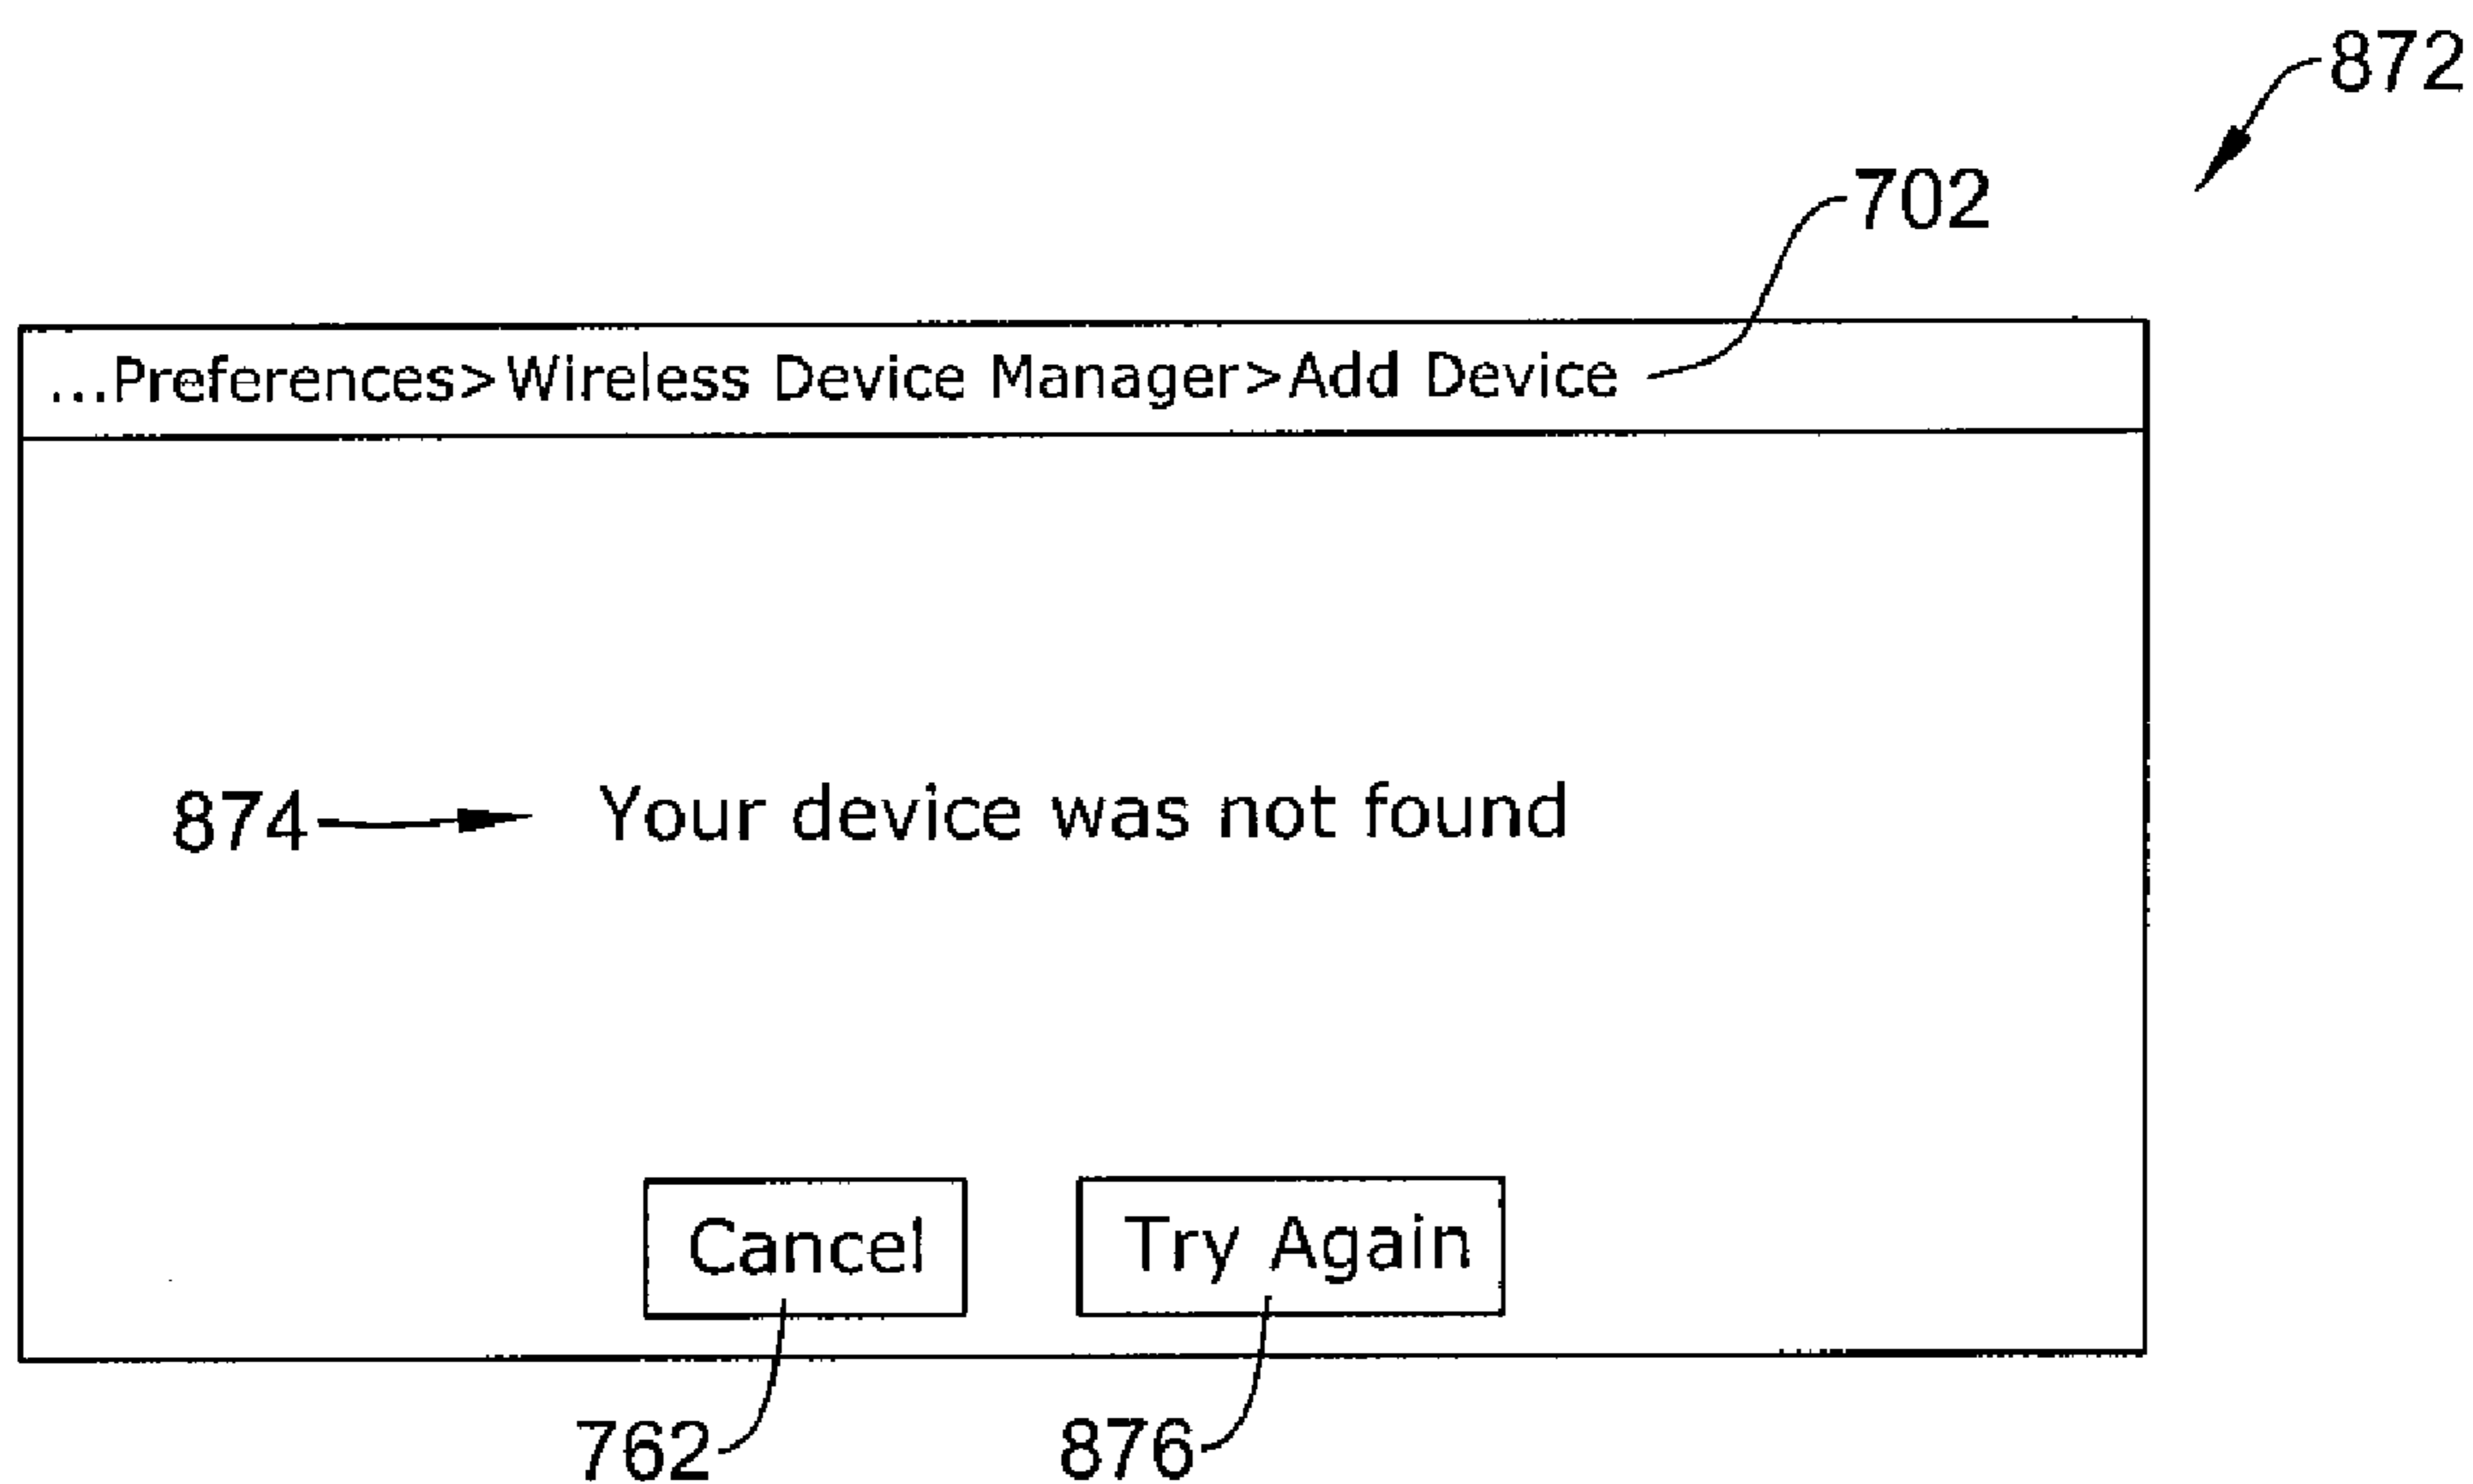 872
702
...Preferences>Wireless Device Manager>Add Device
874 Your device was not found
Cancel Try Again
762 876